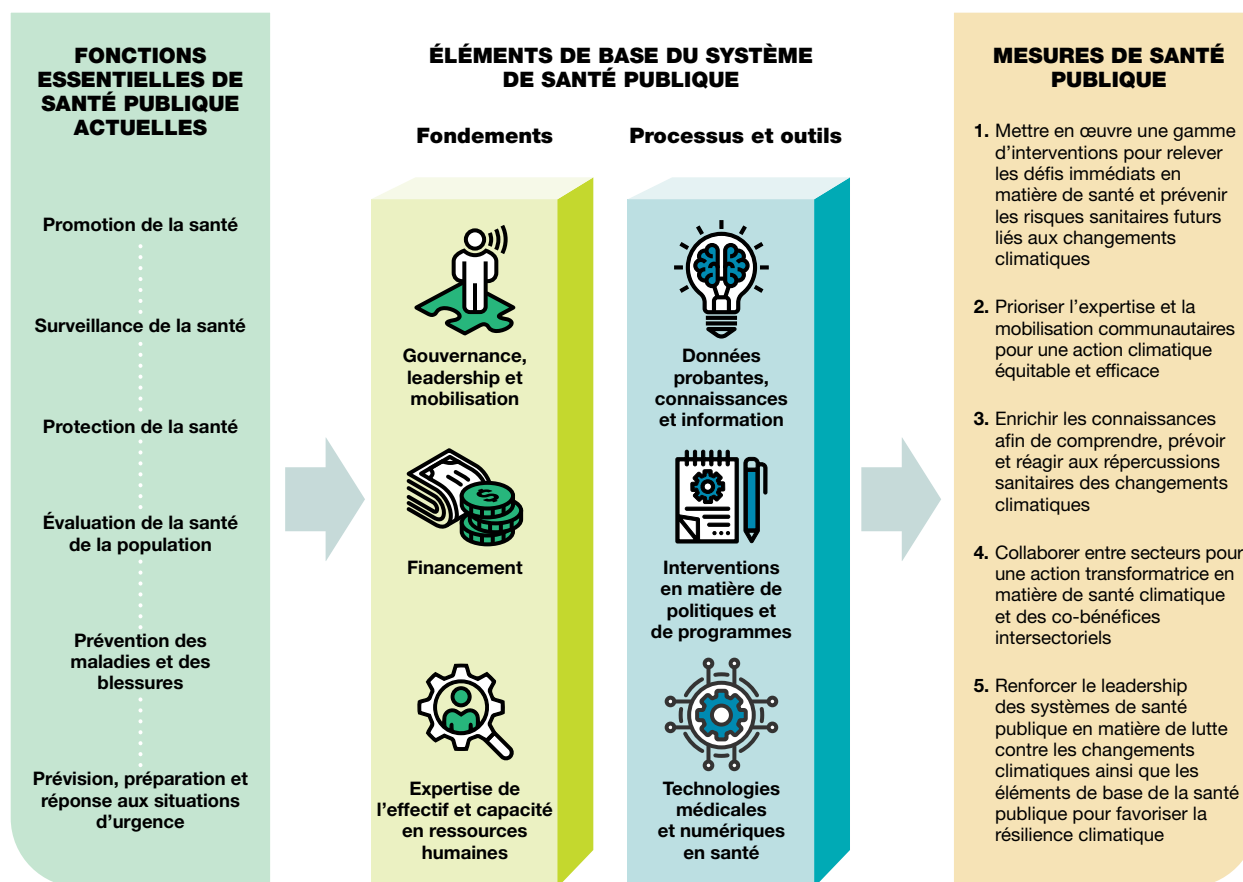 FONCTIONS
ESSENTIELLES DE
SANTÉ PUBLIQUE
ACTUELLES
Promotion de la santé
Surveillance de la santé
Protection de la santé
Évaluation de la santé
de la population
Prévention des
maladies et des
blessures
Prévision, préparation et
réponse aux situations
d’urgence
ÉLÉMENTS DE BASE DU SYSTÈME
DE SANTÉ PUBLIQUE
Fondements
Gouvernance,
leadership et
mobilisation
Financement
Expertise de
l’effectif et capacité
en ressources
humaines
Processus et outils
Données
probantes,
connaissances
et information
Interventions
en matière de
politiques et
de programmes
Technologies
médicales
et numériques
en santé
MESURES DE SANTÉ
PUBLIQUE
1. Mettre en œuvre une gamme
d’interventions pour relever
les défis immédiats en
matière de santé et prévenir
les risques sanitaires futurs
liés aux changements
climatiques
2. Prioriser l’expertise et la
mobilisation communautaires
pour une action climatique
équitable et efficace
3. Enrichir les connaissances
afin de comprendre, prévoir
et réagir aux répercussions
sanitaires des changements
climatiques
4. Collaborer entre secteurs pour
une action transformatrice en
matière de santé climatique
et des co-bénéfices
intersectoriels
5. Renforcer le leadership
des systèmes de santé
publique en matière de lutte
contre les changements
climatiques ainsi que les
éléments de base de la santé
publique pour favoriser la
résilience climatique